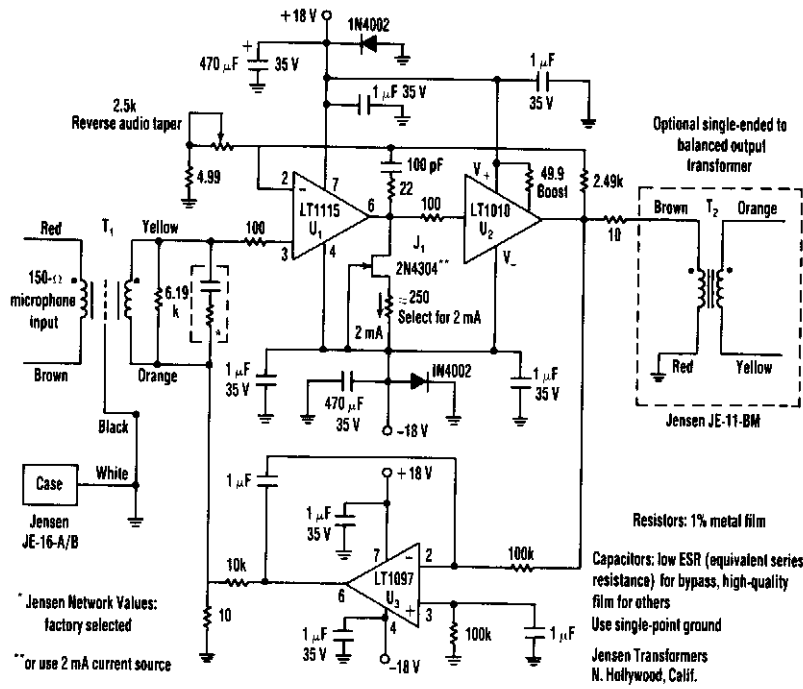 +18 V
1N4002
+
470 μF
35 V
1 μF 35 V
1 μF
35 V
2.5k
Reverse audio taper
4.99
100 pF
22
2
−
7
6
LT1115
U1
3
4
100
V+
49.9
Boost
LT1010
U2
V−
2.49k
10
Optional single-ended to
balanced output
transformer
Brown
T2
Orange
Red
Yellow
Jensen JE-11-BM
Red
T1
Yellow
100
150-Ω
microphone
input
6.19
k
*
Brown
Orange
Black
White
Case
Jensen
JE-16-A/B
J1
2N4304**
≈250
Select for 2 mA
2 mA
1 μF
35 V
470 μF
35 V
iN4002
1 μF
35 V
−18 V
1 μF
+18 V
1 μF
35 V
7
−
2
100k
LT1097
U3
6
+
3
4
10k
10
1 μF
35 V
−18 V
100k
1 μF
Resistors: 1% metal film
Capacitors: low ESR (equivalent series
resistance) for bypass, high-quality
film for others
Use single-point ground
Jensen Transformers
N. Hollywood, Calif.
* Jensen Network Values:
factory selected
**or use 2 mA current source